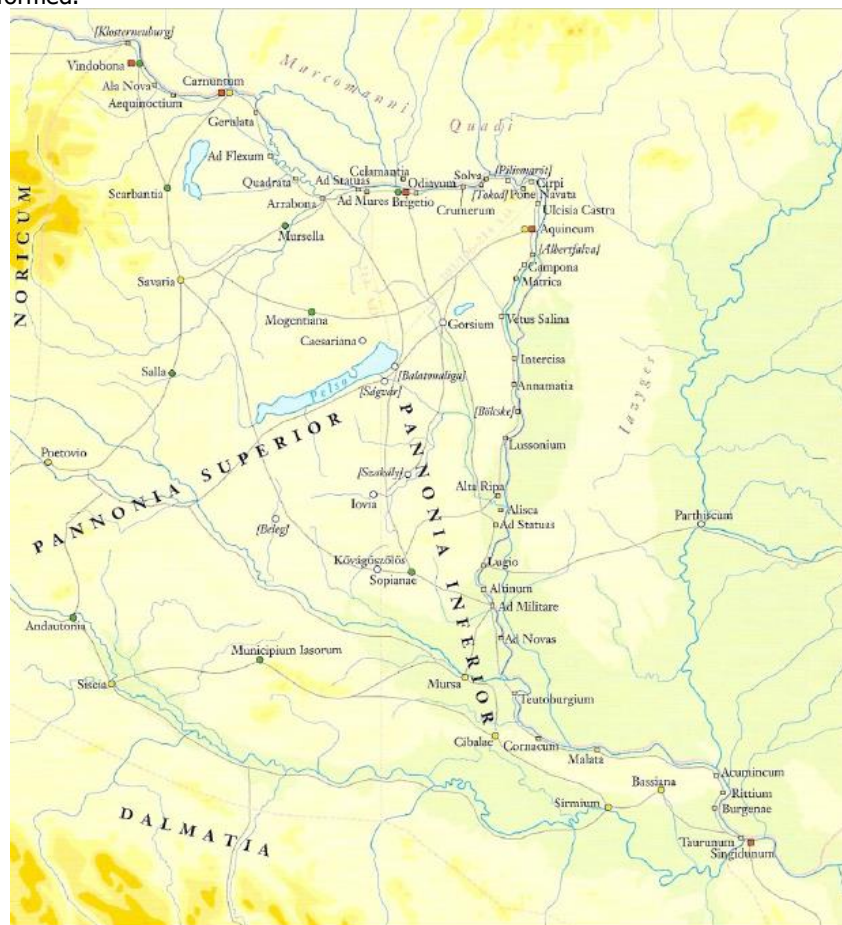 formed.
[Klosterneuburg]
Vindobona
Carnuntum
Marcomanni
Ala Nova
Aequinoctium
Gerulata
Quadi
Ad Flexum
Celamantia
Solva
[Pilismarót]
Quadrata
Ad Statuas
Odiavum
Cirpi
Scarbantia
[Tokod]
Pone Navata
Arrabona
Ad Mures
Brigetio
Crumerum
Ulcisia Castra
NORICUM
Mursella
Aquincum
[Albertfalva]
Campona
Savaria
Matrica
Mogentiana
Gorsium
Vetus Salina
Caesariana
Intercisa
Iazyges
Salla
Pelso
[Balatonaliga]
[Ságvár]
Annamatia
[Bölcske]
PANNONIA SUPERIOR
PANNONIA INFERIOR
Lussonium
Poetovio
[Szakály]
Iovia
Alta Ripa
Alisca
Ad Statuas
Parthiscum
[Beleg]
Kővágószőlős
Sopianae
Lugio
Altinum
Ad Militare
Andautonia
Ad Novas
Municipium Iasorum
Siscia
Mursa
Teutoburgium
Cibalae
Cornacum
Malata
Acumincum
Bassiana
Rittium
Sirmium
Burgenae
DALMATIA
Taurunum
Singidunum